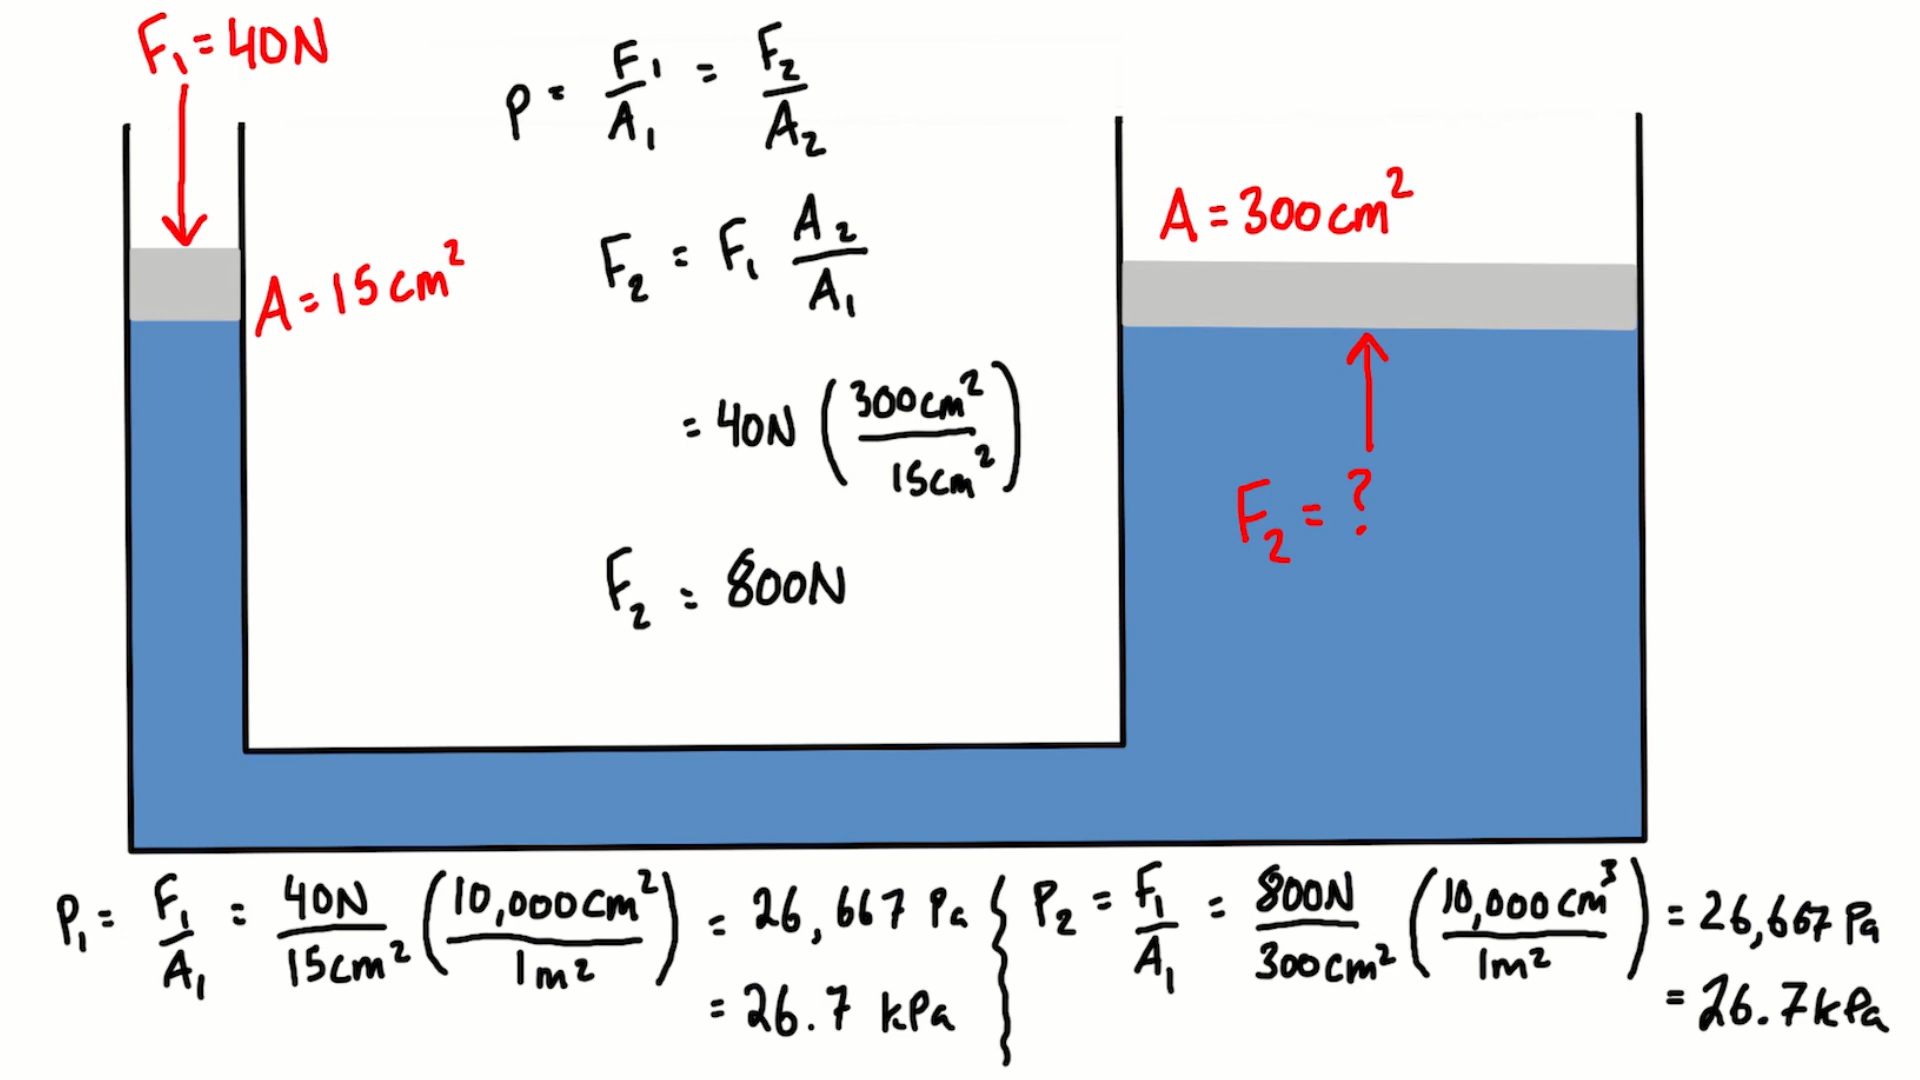 F₁ = 40N
P = F₁/A₁ = F₂/A₂
A = 15cm²
F₂ = F₁ A₂/A₁
A = 300cm²
= 40N (300cm²/15cm²)
F₂ = ?
F₂ = 800N
P₁ = F₁/A₁ = 40N/15cm² (10,000cm²/1m²) = 26,667 Pa
= 26.7 kPa
P₂ = F₁/A₁ = 800N/300cm² (10,000cm³/1m²) = 26,667 Pa
= 26.7 kPa